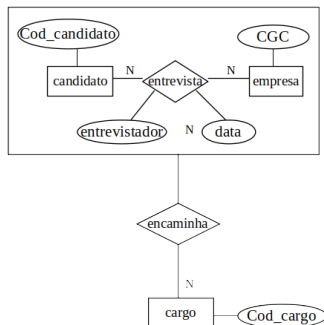 Cod_candidato
CGC
candidato N entrevista N empresa
entrevistador N data
encaminha
N
cargo Cod_cargo